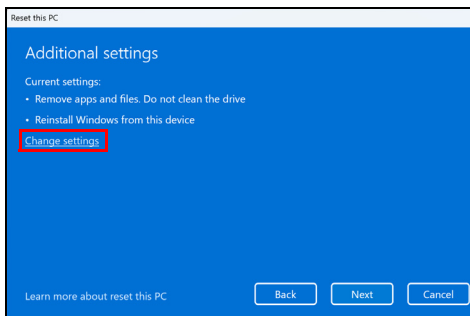 Reset this PC
Additional settings
Current settings:
• Remove apps and files. Do not clean the drive
• Reinstall Windows from this device
Change settings
Learn more about reset this PC
Back
Next
Cancel